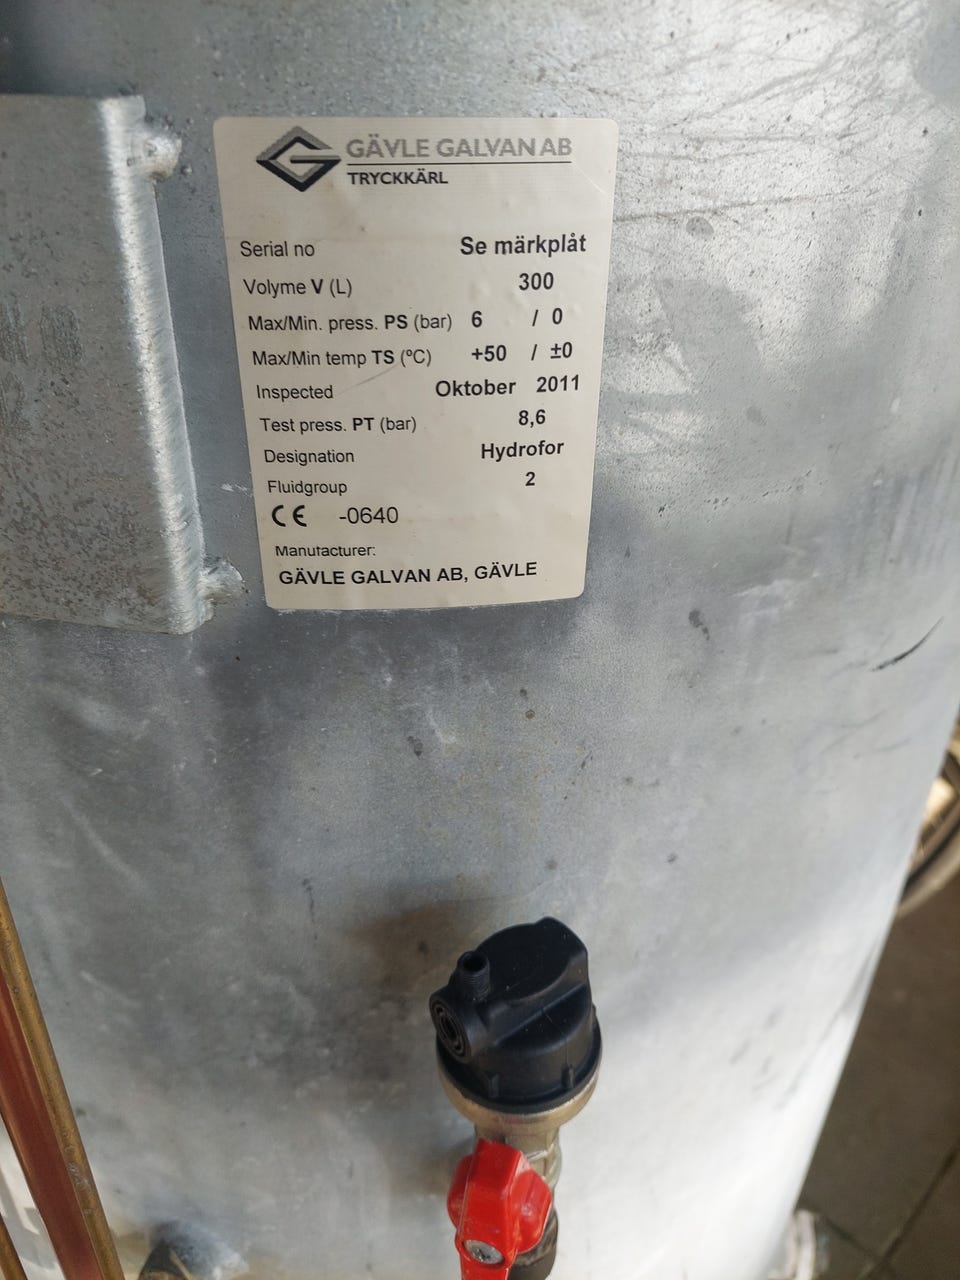 GÄVLE GALVAN AB
TRYCKKÄRL
Serial no Se märkplåt
Volyme V (L) 300
Max/Min. press. PS (bar) 6 / 0
Max/Min temp TS (ºC) +50 / ±0
Inspected Oktober 2011
Test press. PT (bar) 8,6
Designation Hydrofor
Fluidgroup 2
CE -0640
Manufacturer:
GÄVLE GALVAN AB, GÄVLE